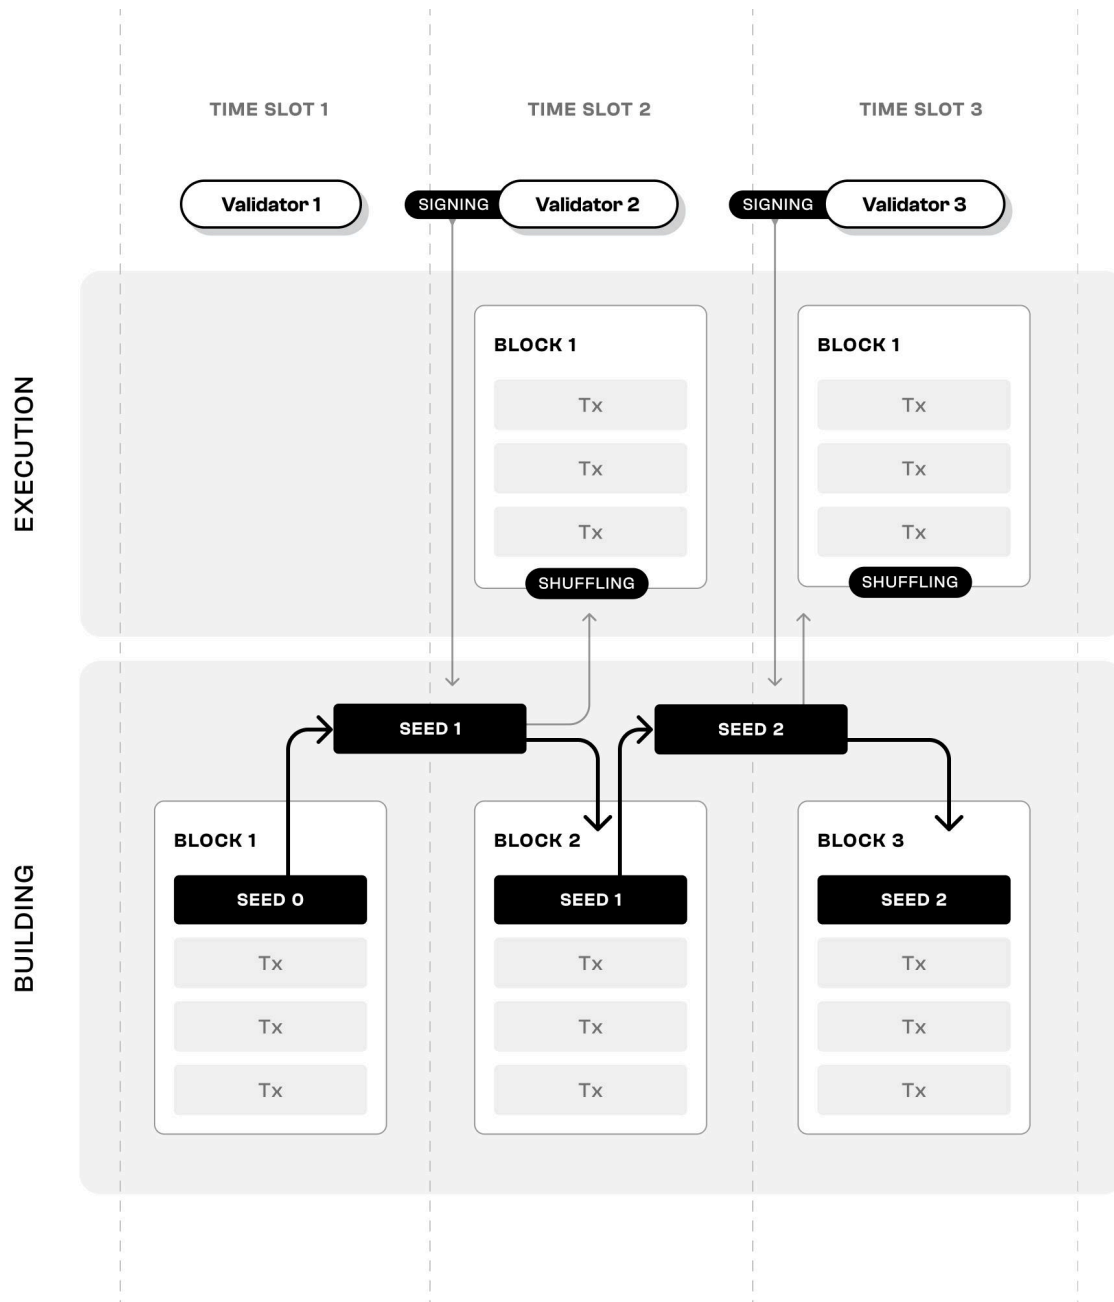 TIME SLOT 1
TIME SLOT 2
TIME SLOT 3
Validator 1
SIGNING
Validator 2
SIGNING
Validator 3
EXECUTION
BLOCK 1
Tx
Tx
Tx
SHUFFLING
BLOCK 1
Tx
Tx
Tx
SHUFFLING
BUILDING
SEED 1
SEED 2
BLOCK 1
SEED 0
Tx
Tx
Tx
BLOCK 2
SEED 1
Tx
Tx
Tx
BLOCK 3
SEED 2
Tx
Tx
Tx